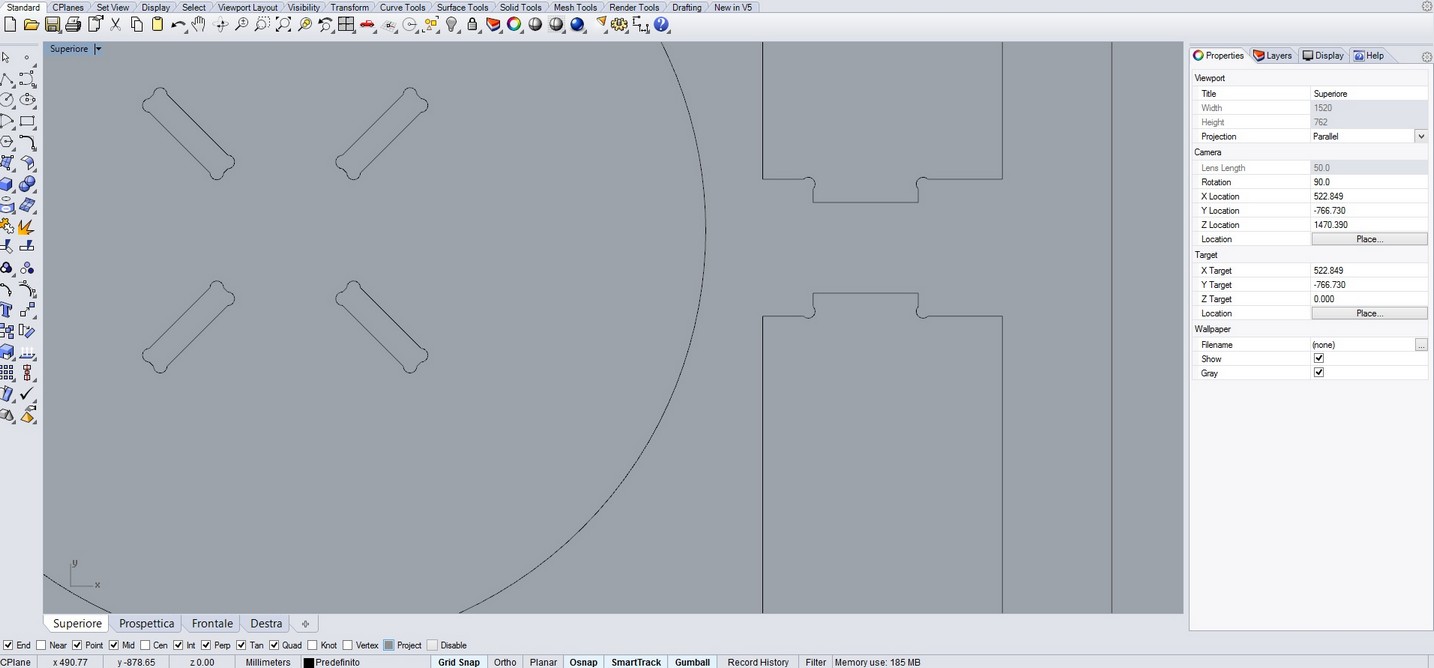 Standard CPlanes Set View Display Select Viewport Layout Visibility Transform Curve Tools Surface Tools Solid Tools Mesh Tools Render Tools Drafting New in V5
Superiore
Properties Layers Display Help
Viewport
Title Superiore
Width 1520
Height 762
Projection Parallel
Camera
Lens Length 50.0
Rotation 90.0
X Location 522.849
Y Location -766.730
Z Location 1470.390
Location Place...
Target
X Target 522.849
Y Target -766.730
Z Target 0.000
Location Place...
Wallpaper
Filename (none) ...
Show
Gray
y
x
Superiore Prospettica Frontale Destra
End Near Point Mid Cen Int Perp Tan Quad Knot Vertex Project Disable
CPlane x 490.77 y -878.65 z 0.00 Millimeters Predefinito Grid Snap Ortho Planar Osnap SmartTrack Gumball Record History Filter Memory use: 185 MB